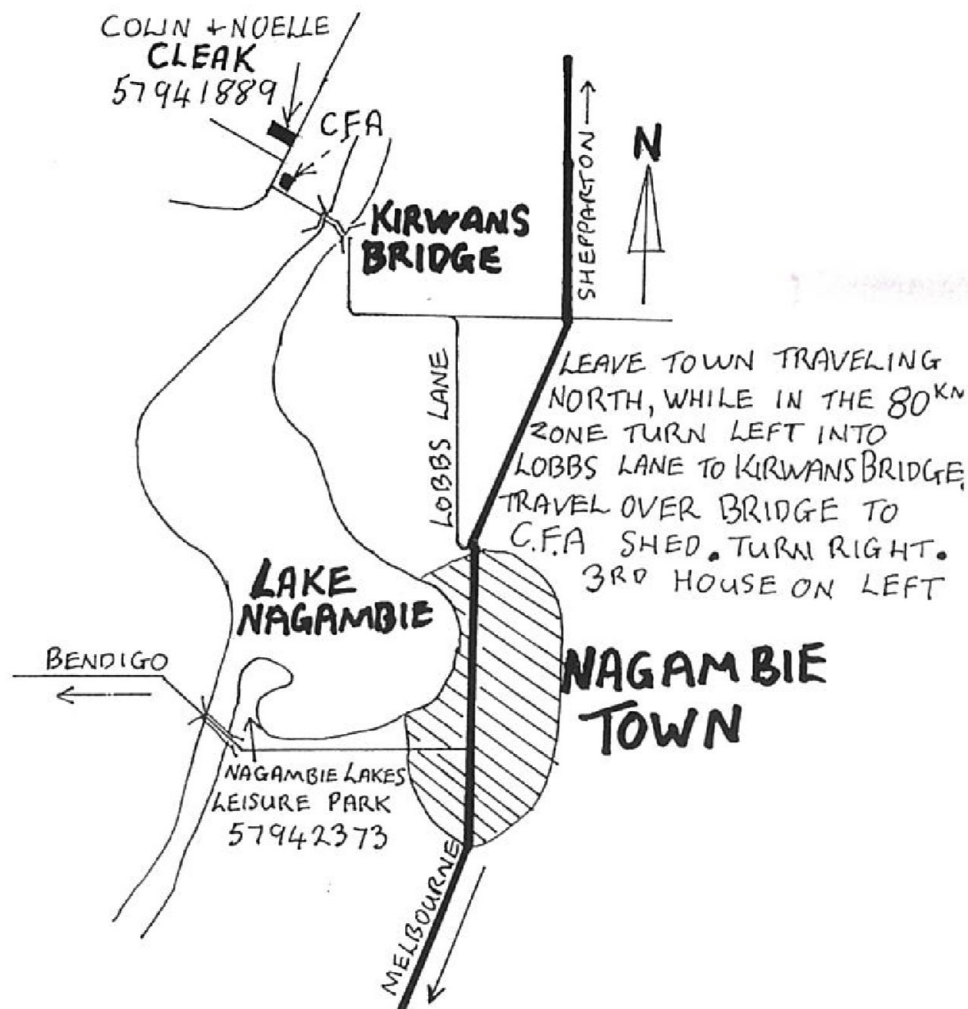 COLIN + NOELLE
CLEAK
57941889
C.F.A
KIRWANS
BRIDGE
SHEPPARTON
N
LOBBS LANE
LEAVE TOWN TRAVELING
NORTH, WHILE IN THE 80KM
ZONE TURN LEFT INTO
LOBBS LANE TO KIRWANS BRIDGE.
TRAVEL OVER BRIDGE TO
C.F.A SHED. TURN RIGHT.
3RD HOUSE ON LEFT
LAKE
NAGAMBIE
BENDIGO
NAGAMBIE
TOWN
NAGAMBIE LAKES
LEISURE PARK
57942373
MELBOURNE